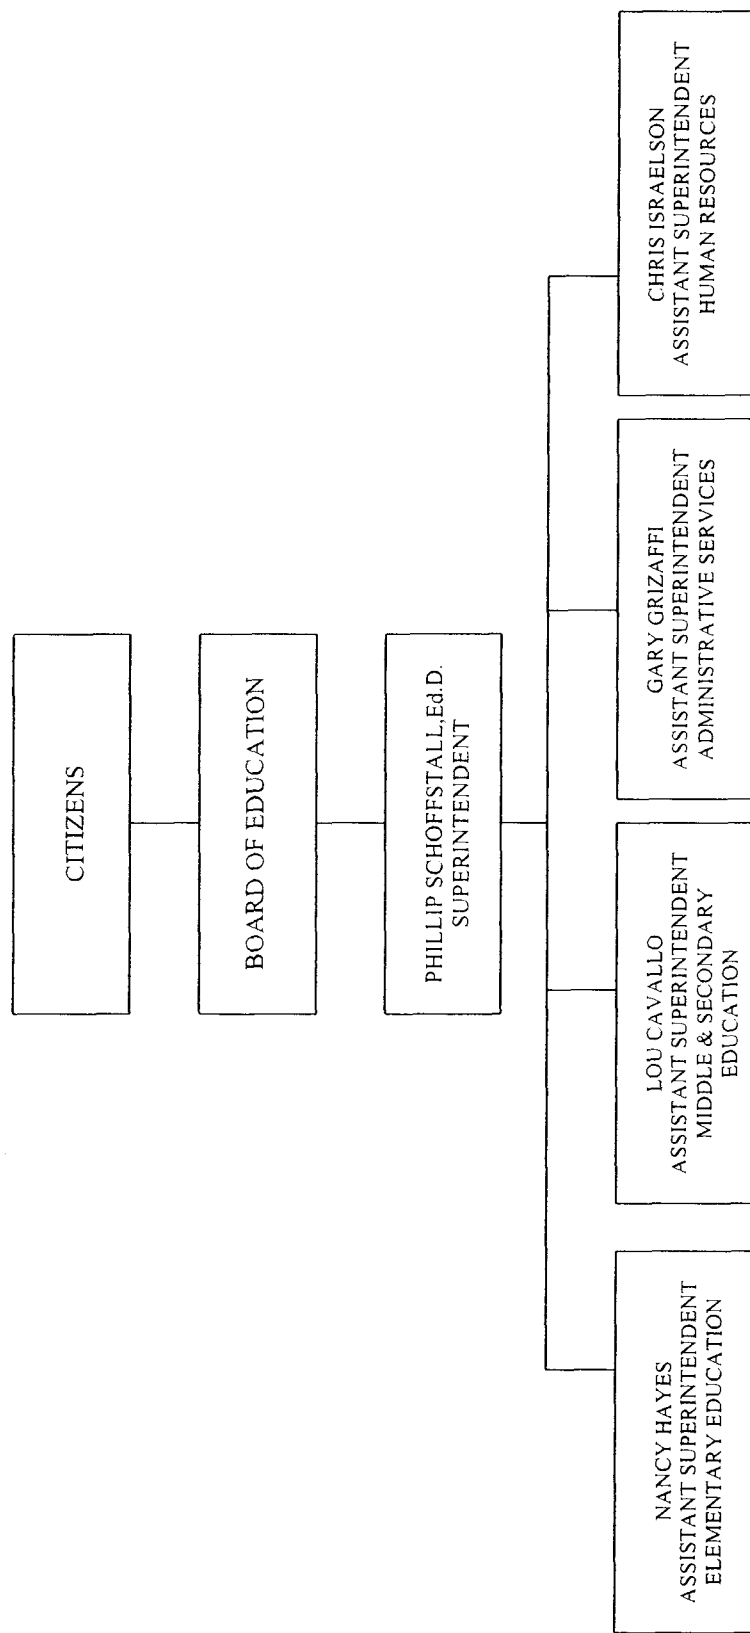 CITIZENS
BOARD OF EDUCATION
PHILLIP SCHOFFSTALL,Ed.D.
SUPERINTENDENT
NANCY HAYES
ASSISTANT SUPERINTENDENT
ELEMENTARY EDUCATION
LOU CAVALLO
ASSISTANT SUPERINTENDENT
MIDDLE & SECONDARY
EDUCATION
GARY GRIZAFFI
ASSISTANT SUPERINTENDENT
ADMINISTRATIVE SERVICES
CHRIS ISRAELSON
ASSISTANT SUPERINTENDENT
HUMAN RESOURCES